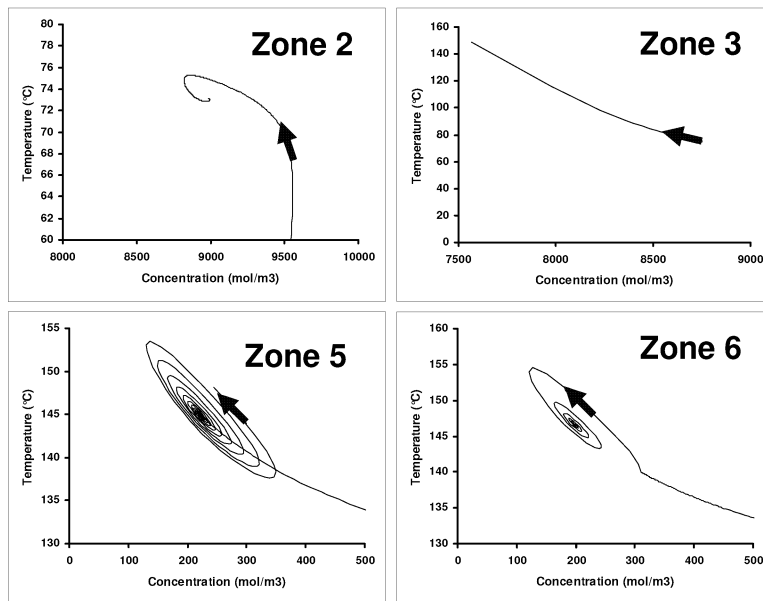 Zone 2
80
78
76
74
72
70
68
66
64
62
60
Temperature (°C)
8000 8500 9000 9500 10000
Concentration (mol/m3)
Zone 3
160
140
120
100
80
60
40
20
0
Temperature (°C)
7500 8000 8500 9000
Concentration (mol/m3)
Zone 5
155
150
145
140
135
130
Temperature (°C)
0 100 200 300 400 500
Concentration (mol/m3)
Zone 6
160
155
150
145
140
135
130
Temperature (°C)
0 100 200 300 400 500
Concentration (mol/m3)